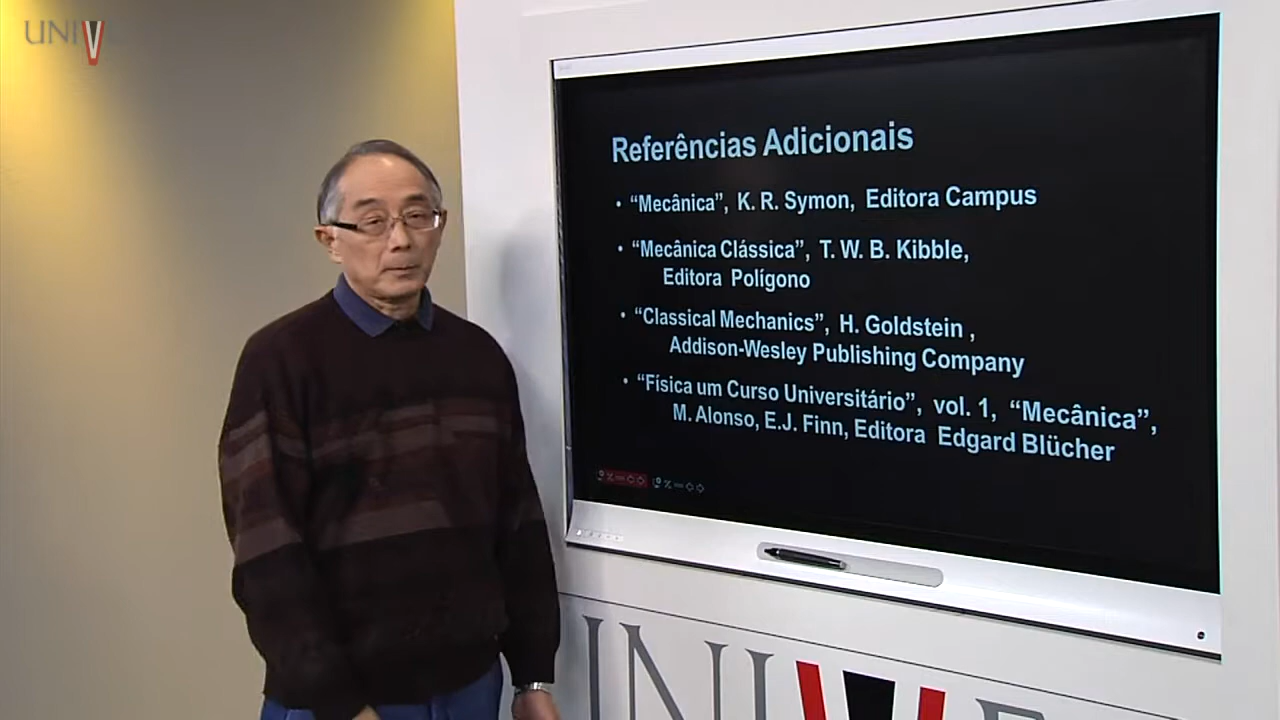 UNIV
Referências Adicionais
• “Mecânica”, K. R. Symon, Editora Campus
• “Mecânica Clássica”, T. W. B. Kibble,
Editora Polígono
• “Classical Mechanics”, H. Goldstein ,
Addison-Wesley Publishing Company
• “Física um Curso Universitário”, vol. 1, “Mecânica”,
M. Alonso, E.J. Finn, Editora Edgard Blücher
UNIVE